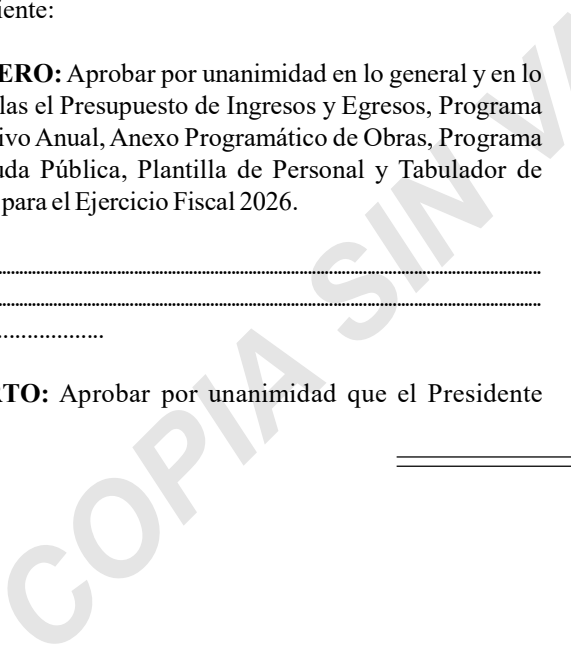 iente:
ERO: Aprobar por unanimidad en lo general y en lo
las el Presupuesto de Ingresos y Egresos, Programa
ivo Anual, Anexo Programático de Obras, Programa
uda Pública, Plantilla de Personal y Tabulador de
para el Ejercicio Fiscal 2026.
RTO: Aprobar por unanimidad que el Presidente
COPIA SIN VA